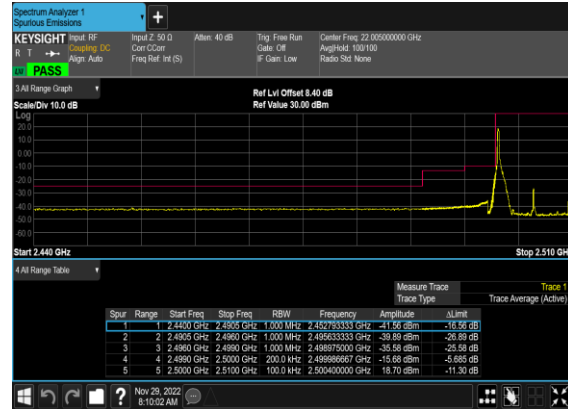 Spectrum Analyzer 1
Spurious Emissions
+
KEYSIGHT Input: RF Input Z: 50 Ω Atten: 40 dB Trig: Free Run Center Freq: 22.005000000 GHz
R T Coupling: DC Corr CCorr Gate: Off Avg|Hold: 100/100
Align: Auto Freq Ref: Int (S) IF Gain: Low Radio Std: None
PASS
3 All Range Graph
Ref Lvl Offset 8.40 dB
Scale/Div 10.0 dB Ref Value 30.00 dBm
Log
20.0
10.0
0.00
-10.0
-20.0
-30.0
-40.0
-50.0
-60.0
Start 2.440 GHz Stop 2.510 GHz
4 All Range Table
Measure Trace Trace 1
Trace Type Trace Average (Active)
Spur Range Start Freq Stop Freq RBW Frequency Amplitude ΔLimit
1 1 2.4400 GHz 2.4905 GHz 1.000 MHz 2.452793333 GHz -41.56 dBm -16.56 dB
2 2 2.4905 GHz 2.4960 GHz 1.000 MHz 2.495633333 GHz -39.89 dBm -26.89 dB
3 3 2.4960 GHz 2.4990 GHz 1.000 MHz 2.498975000 GHz -35.58 dBm -25.58 dB
4 4 2.4990 GHz 2.5000 GHz 200.0 kHz 2.499986667 GHz -15.68 dBm -5.685 dB
5 5 2.5000 GHz 2.5100 GHz 100.0 kHz 2.500400000 GHz 18.70 dBm -11.30 dB
? Nov 29, 2022
8:10:02 AM